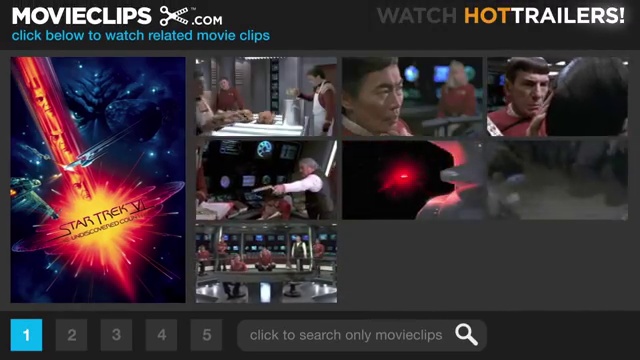 MOVIECLIPS .COM
WATCH HOTTRAILERS!
click below to watch related movie clips
STAR TREK VI
THE UNDISCOVERED COUNTRY
1 2 3 4 5 click to search only movieclips